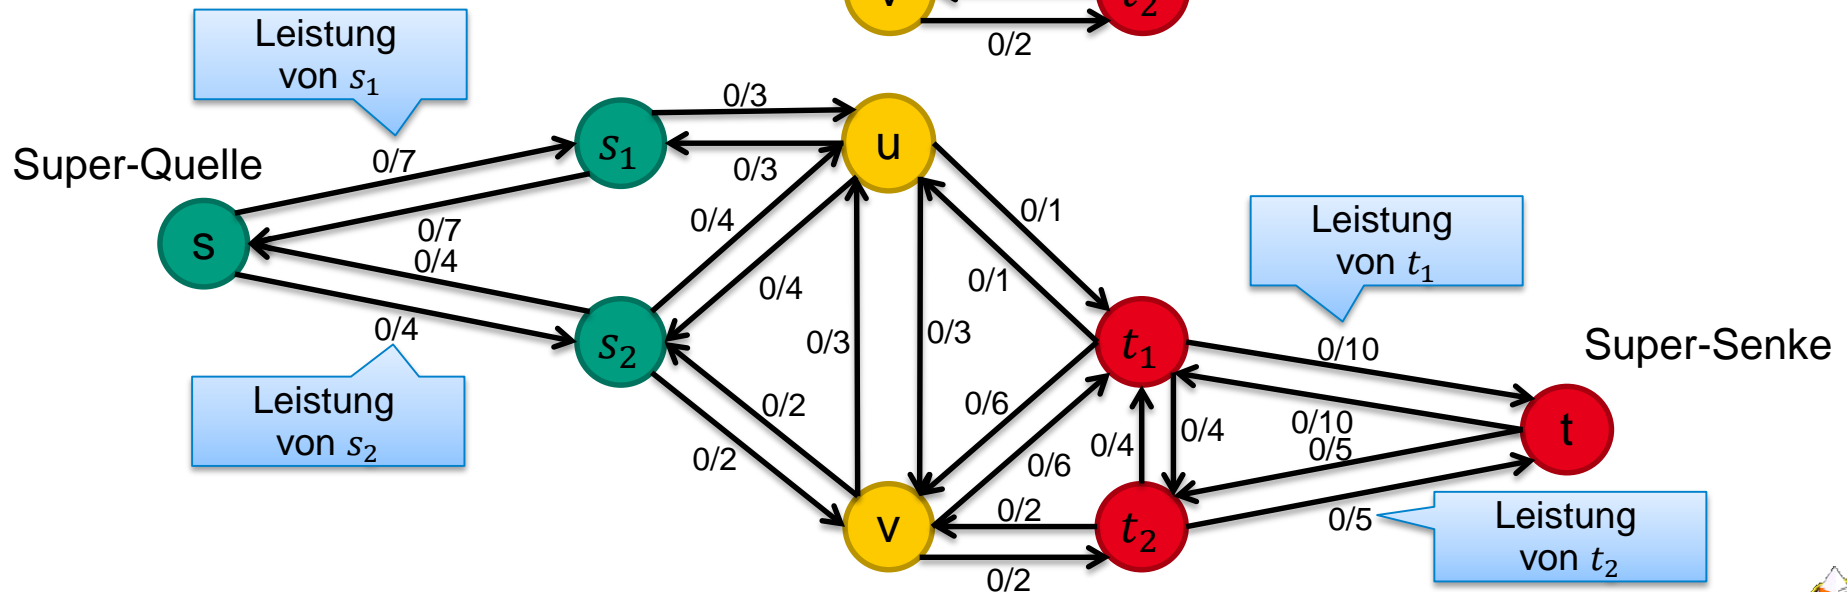 v
t₂
0/2
Leistung
von s₁
0/3
Super-Quelle
0/7
s₁
0/3
u
s
0/7
0/4
0/4
0/1
Leistung
von t₁
0/4
0/1
0/4
s₂
0/3
0/3
t₁
0/10
Super-Senke
Leistung
von s₂
0/2
0/6
0/4
0/4
0/10
0/5
t
0/2
0/6
v
0/2
t₂
0/5
Leistung
von t₂
0/2